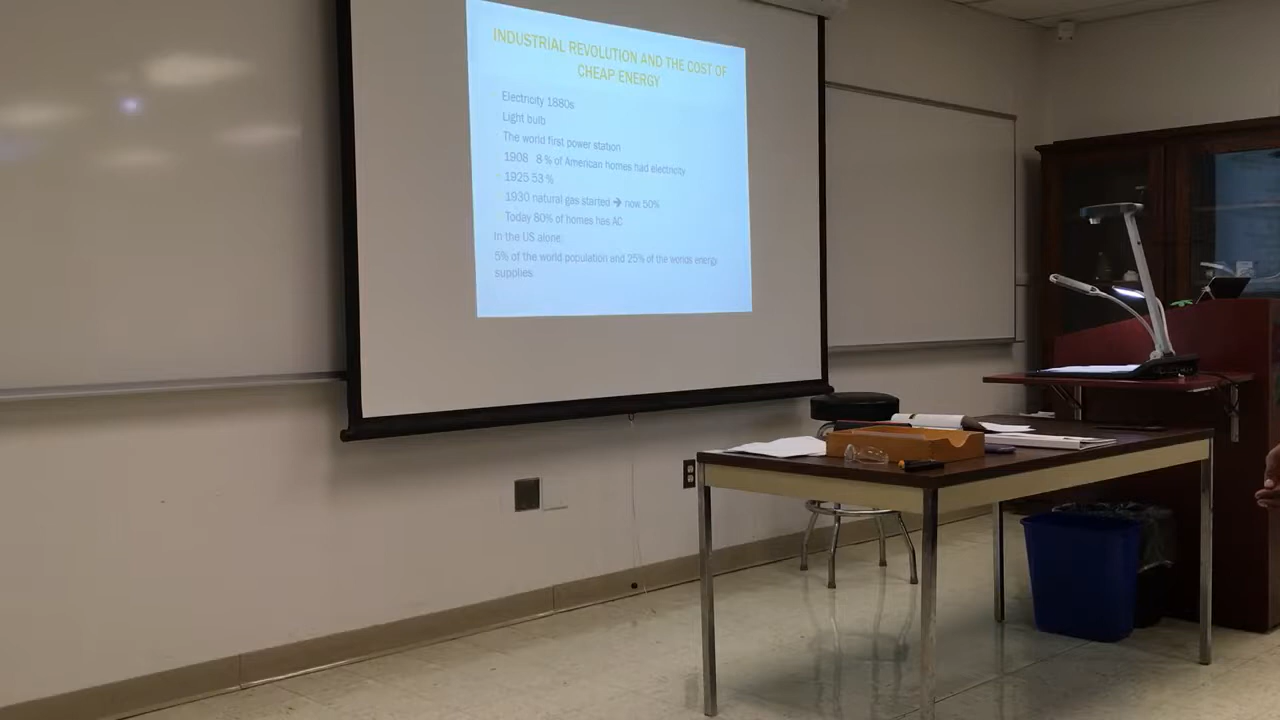 INDUSTRIAL REVOLUTION AND THE COST OF
CHEAP ENERGY
Electricity 1880s
Light bulb
The world first power station
1908 8 % of American homes had electricity
1925 53 %
1930 natural gas started ➔ now 50%
Today 80% of homes has AC
In the US alone:
5% of the world population and 25% of the worlds energy
supplies